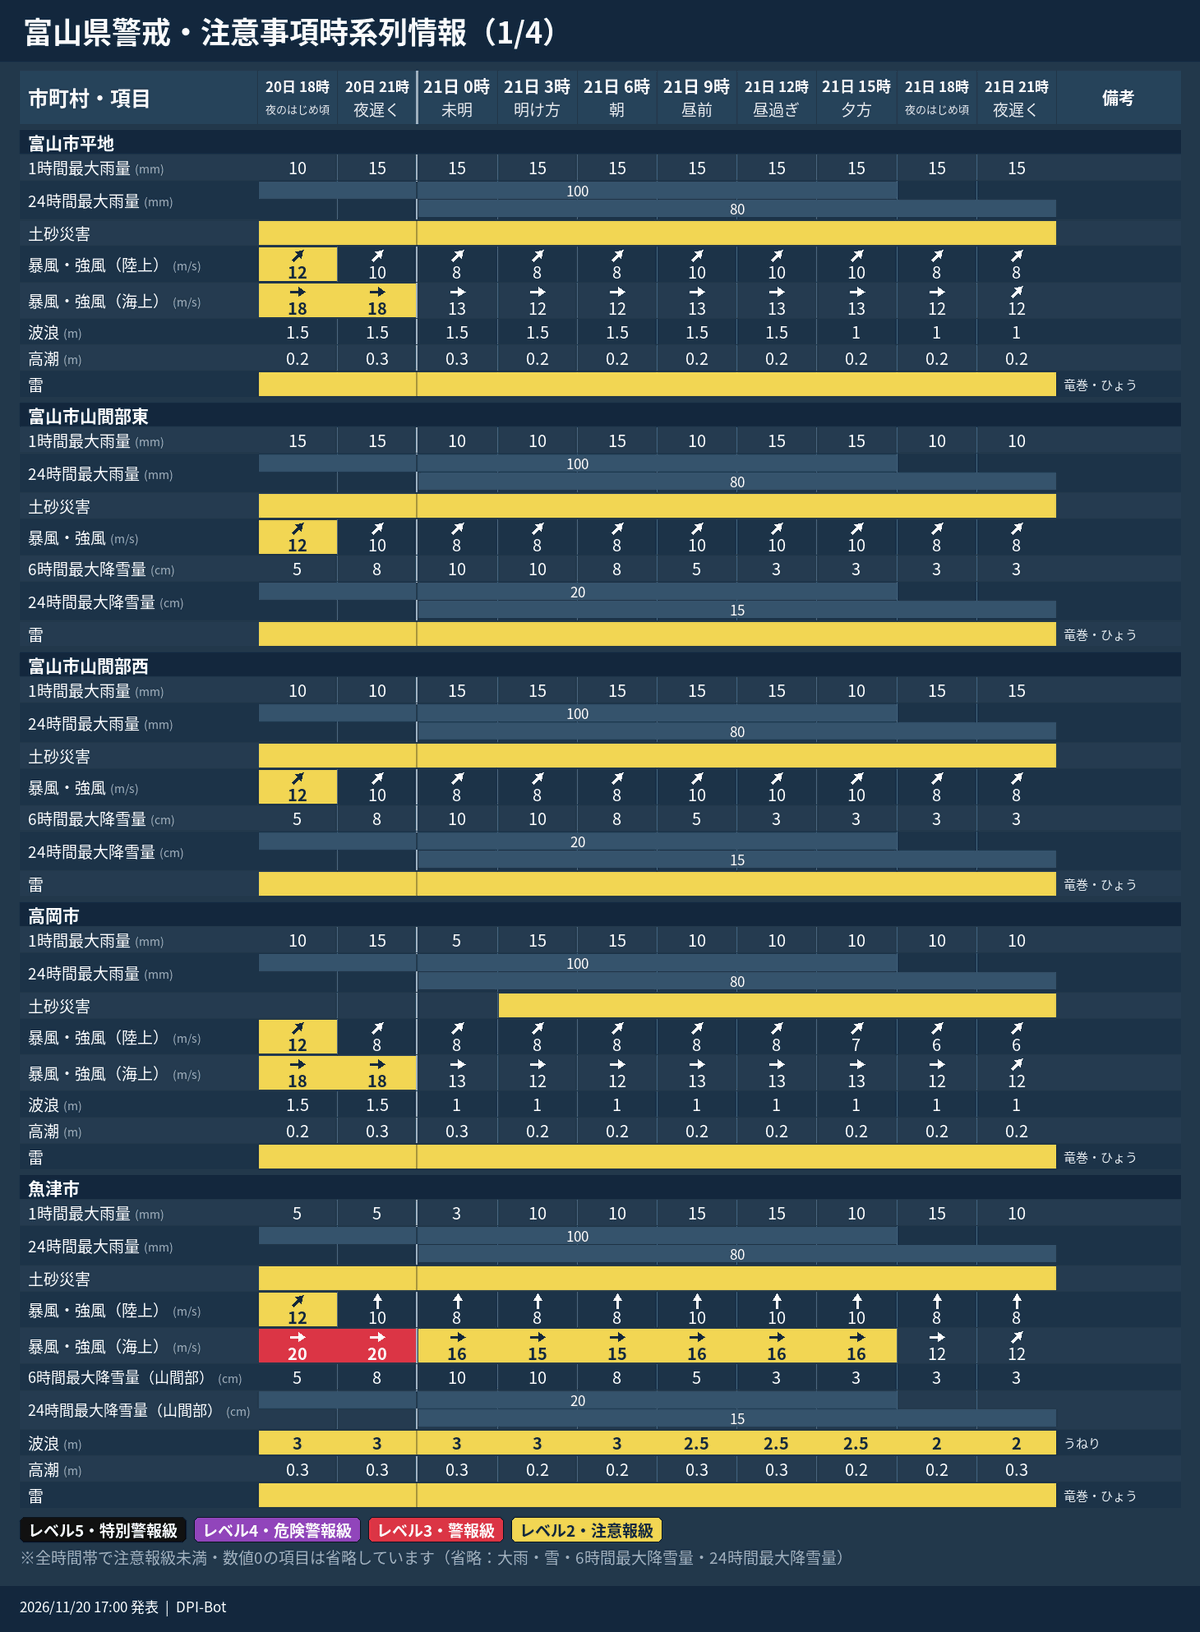 富山県警戒・注意事項時系列情報（1/4）
市町村・項目 20日 18時 夜のはじめ頃 20日 21時 夜遅く 21日 0時 未明 21日 3時 明け方 21日 6時 朝 21日 9時 昼前 21日 12時 昼過ぎ 21日 15時 夕方 21日 18時 夜のはじめ頃 21日 21時 夜遅く 備考
富山市平地
1時間最大雨量 (mm) 10 15 15 15 15 15 15 15 15 15
24時間最大雨量 (mm) 100 80
土砂災害
暴風・強風（陸上） (m/s) 12 10 8 8 8 10 10 10 8 8
暴風・強風（海上） (m/s) 18 18 13 12 12 13 13 13 12 12
波浪 (m) 1.5 1.5 1.5 1.5 1.5 1.5 1.5 1 1 1
高潮 (m) 0.2 0.3 0.3 0.2 0.2 0.2 0.2 0.2 0.2 0.2
雷 竜巻・ひょう
富山市山間部東
1時間最大雨量 (mm) 15 15 10 10 15 10 15 15 10 10
24時間最大雨量 (mm) 100 80
土砂災害
暴風・強風 (m/s) 12 10 8 8 8 10 10 10 8 8
6時間最大降雪量 (cm) 5 8 10 10 8 5 3 3 3 3
24時間最大降雪量 (cm) 20 15
雷 竜巻・ひょう
富山市山間部西
1時間最大雨量 (mm) 10 10 15 15 15 15 15 10 15 15
24時間最大雨量 (mm) 100 80
土砂災害
暴風・強風 (m/s) 12 10 8 8 8 10 10 10 8 8
6時間最大降雪量 (cm) 5 8 10 10 8 5 3 3 3 3
24時間最大降雪量 (cm) 20 15
雷 竜巻・ひょう
高岡市
1時間最大雨量 (mm) 10 15 5 15 15 10 10 10 10 10
24時間最大雨量 (mm) 100 80
土砂災害
暴風・強風（陸上） (m/s) 12 8 8 8 8 8 8 7 6 6
暴風・強風（海上） (m/s) 18 18 13 12 12 13 13 13 12 12
波浪 (m) 1.5 1.5 1 1 1 1 1 1 1 1
高潮 (m) 0.2 0.3 0.3 0.2 0.2 0.2 0.2 0.2 0.2 0.2
雷 竜巻・ひょう
魚津市
1時間最大雨量 (mm) 5 5 3 10 10 15 15 10 15 10
24時間最大雨量 (mm) 100 80
土砂災害
暴風・強風（陸上） (m/s) 12 10 8 8 8 10 10 10 8 8
暴風・強風（海上） (m/s) 20 20 16 15 15 16 16 16 12 12
6時間最大降雪量（山間部） (cm) 5 8 10 10 8 5 3 3 3 3
24時間最大降雪量（山間部） (cm) 20 15
波浪 (m) 3 3 3 3 3 2.5 2.5 2.5 2 2 うねり
高潮 (m) 0.3 0.3 0.3 0.2 0.2 0.3 0.3 0.2 0.2 0.3
雷 竜巻・ひょう
レベル5・特別警報級 レベル4・危険警報級 レベル3・警報級 レベル2・注意報級
※全時間帯で注意報級未満・数値0の項目は省略しています（省略：大雨・雪・6時間最大降雪量・24時間最大降雪量）
2026/11/20 17:00 発表 | DPI-Bot